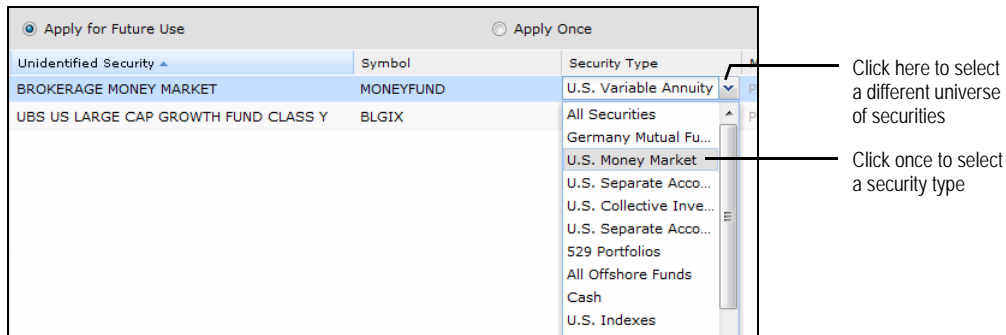 Apply for Future Use Apply Once
Unidentified Security Symbol Security Type
BROKERAGE MONEY MARKET MONEYFUND U.S. Variable Annuity
UBS US LARGE CAP GROWTH FUND CLASS Y BLGIX
All Securities
Germany Mutual Fu...
U.S. Money Market
U.S. Separate Acco...
U.S. Collective Inve...
U.S. Separate Acco...
529 Portfolios
All Offshore Funds
Cash
U.S. Indexes
Click here to select
a different universe
of securities
Click once to select
a security type